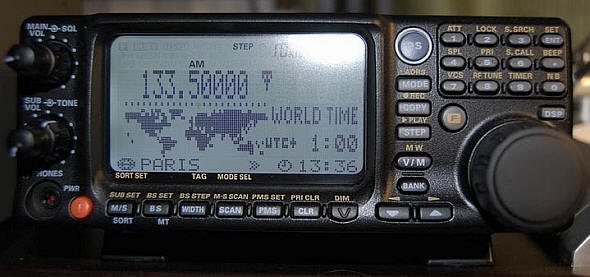 MAIN VOL SQL
STEP
ATT LOCK S.SRCH SET
1 2 3 ENT
PS
SPL PRI S.CALL BEEP
4 5 6
AM
133.50000
VCS RF TUNE TIMER NB
7 8 9 0
MODE
SUB VOL TONE
REC
COPY
F
DSP
WORLD TIME
PLAY
STEP
UTC+ 1:00
MW
V/M
PARIS 13:36
PHONES
SORT SET TAG MODE SEL
PWR
BANK
SUB SET BS SET BS STEP M-S SCAN PMS SET PRI CLR DIM
M/S BS WIDTH SCAN PMS CLR V
SORT MT